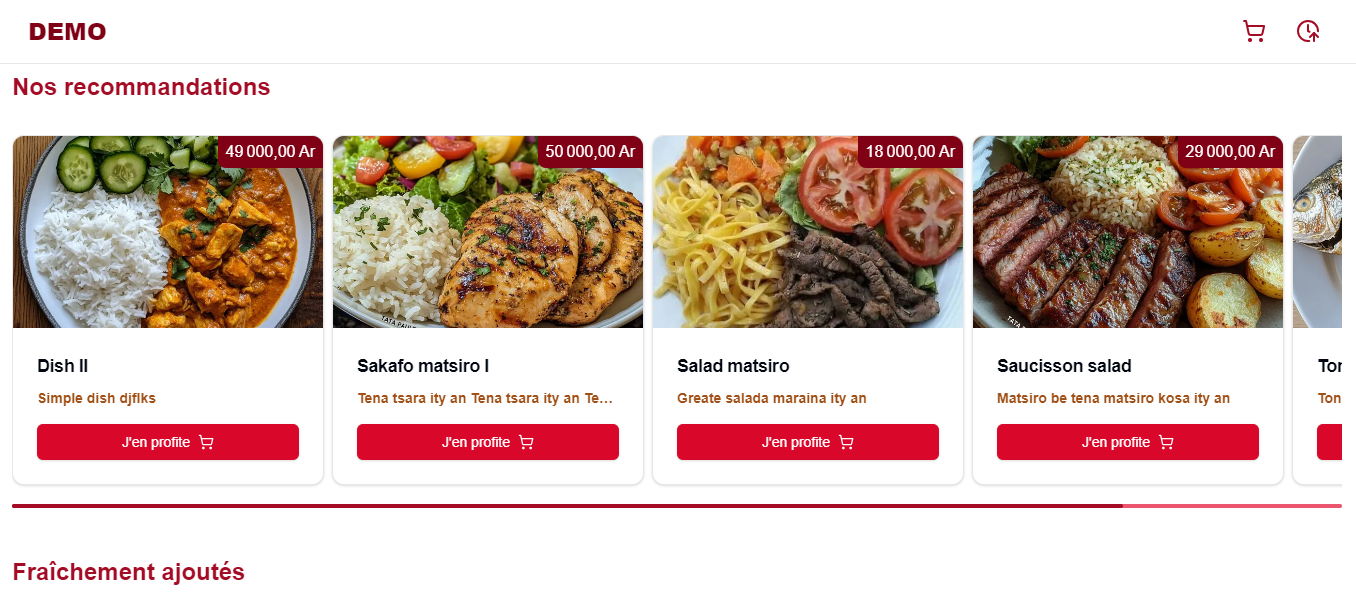 DEMO
Nos recommandations
49 000,00 Ar
50 000,00 Ar
18 000,00 Ar
29 000,00 Ar
Dish II
Sakafo matsiro I
Salad matsiro
Saucisson salad
Simple dish djflks
Tena tsara ity an Tena tsara ity an Te...
Greate salada maraina ity an
Matsiro be tena matsiro kosa ity an
Ton
J'en profite
J'en profite
J'en profite
J'en profite
Fraîchement ajoutés